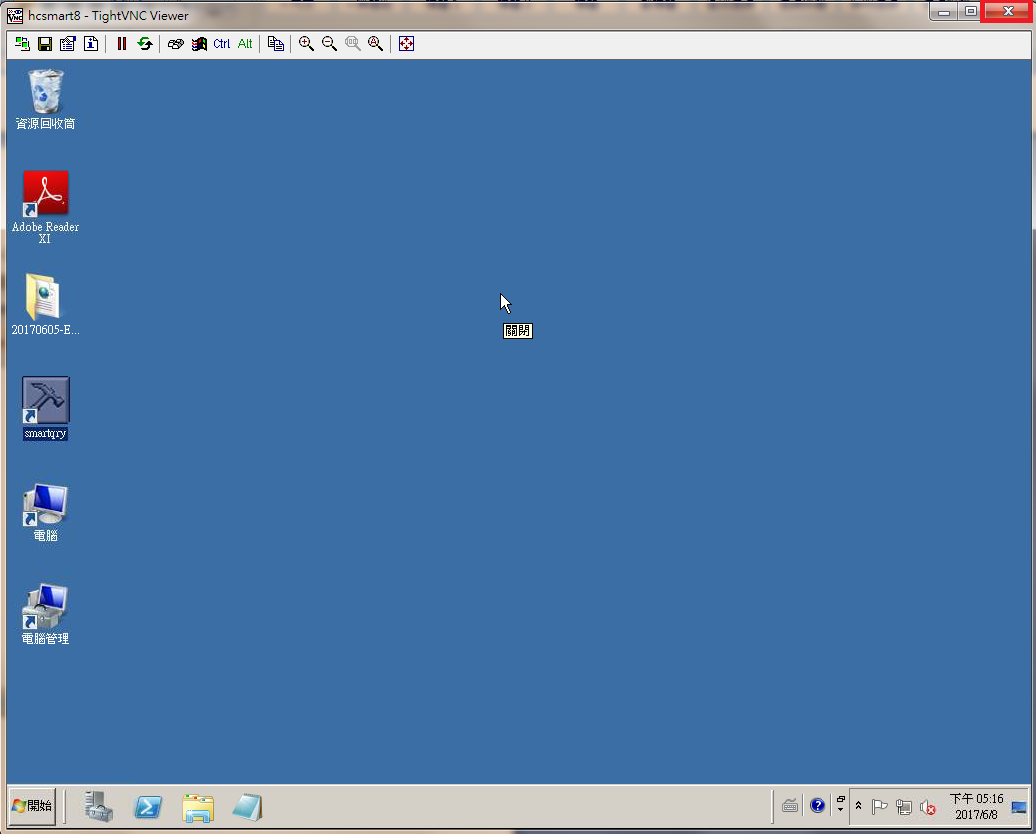 hcsmart8 - TightVNC Viewer
Ctrl Alt
資源回收筒
Adobe Reader
XI
關閉
20170605-E...
smartqry
電腦
電腦管理
開始
下午 05:16
2017/6/8